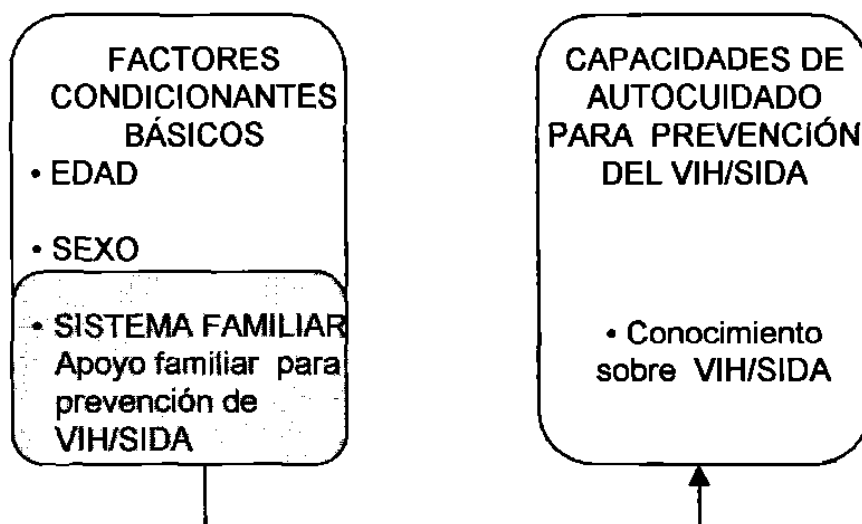 FACTORES
CONDICIONANTES
BÁSICOS
• EDAD
• SEXO
• SISTEMA FAMILIAR
Apoyo familiar para
prevención de
VIH/SIDA
CAPACIDADES DE
AUTOCUIDADO
PARA PREVENCIÓN
DEL VIH/SIDA
• Conocimiento
sobre VIH/SIDA